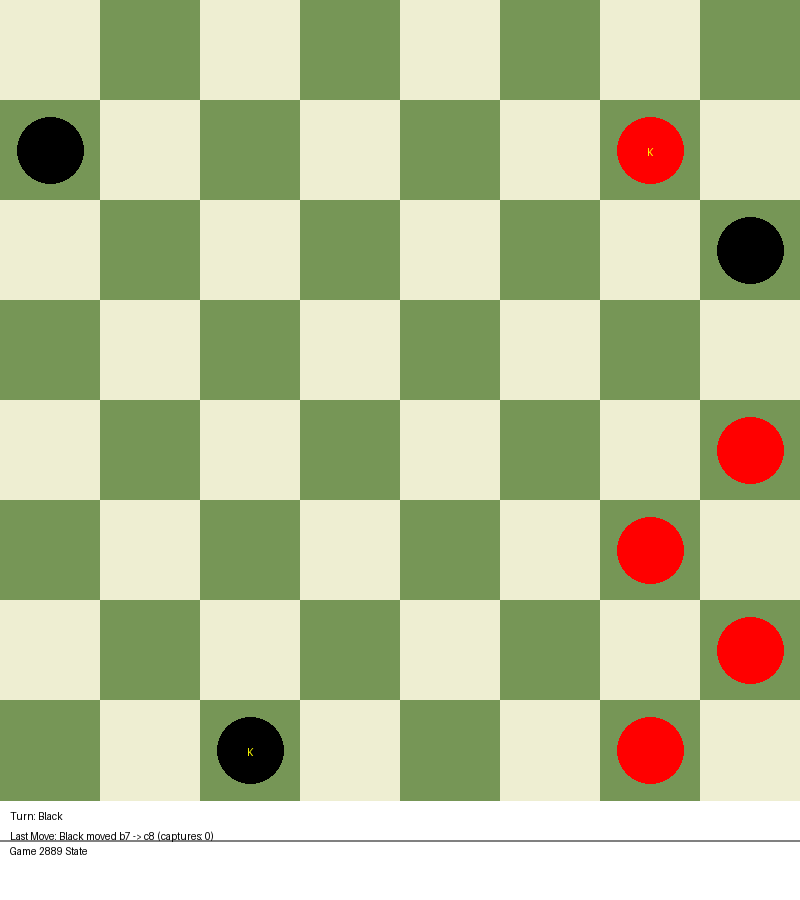 K
K
Turn: Black
Last Move: Black moved b7 -> c8 (captures: 0)
Game 2889 State